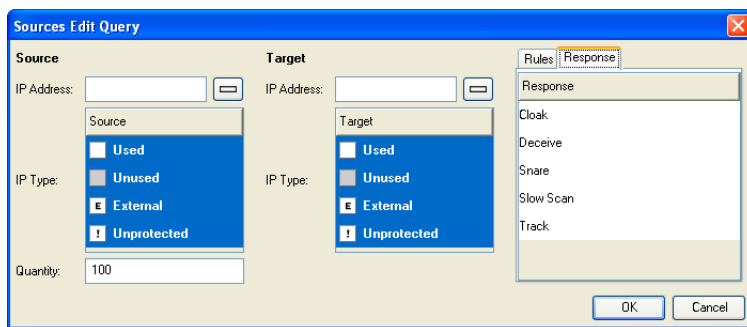 Sources Edit Query
Source
Target
Rules
Response
IP Address:
IP Address:
Response
Source
Target
Cloak
Used
Used
Deceive
IP Type:
Unused
IP Type:
Unused
Snare
E External
E External
Slow Scan
! Unprotected
! Unprotected
Track
Quantity:
100
OK
Cancel